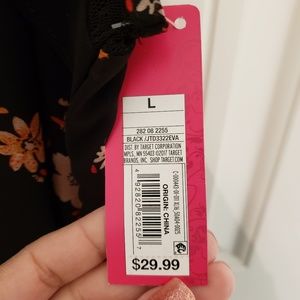 L
282 08 2255
BLACK /JTD3322EVA
DIST. BY TARGET CORPORATION
MPLS., MN 55403 ©2017 TARGET
BRANDS, INC. SHOP TARGET.COM
ORIGIN: CHINA
$29.99